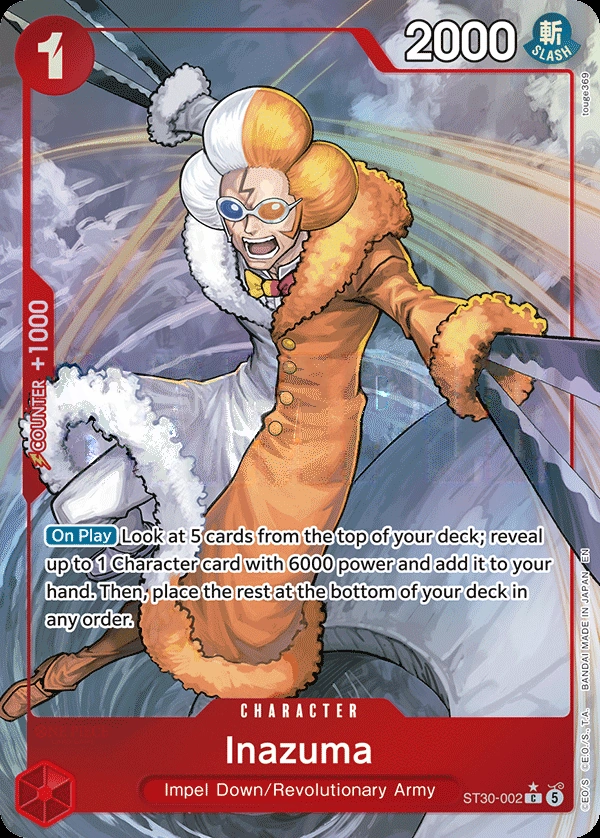 1
2000
斬
SLASH
touge369
COUNTER +1000
On Play Look at 5 cards from the top of your deck; reveal
up to 1 Character card with 6000 power and add it to your
hand. Then, place the rest at the bottom of your deck in
any order.
©E.O/S. ©E.O./S., T.A. BANDAI MADE IN JAPAN EN
CHARACTER
Inazuma
Impel Down/Revolutionary Army
ST30-002 C 5